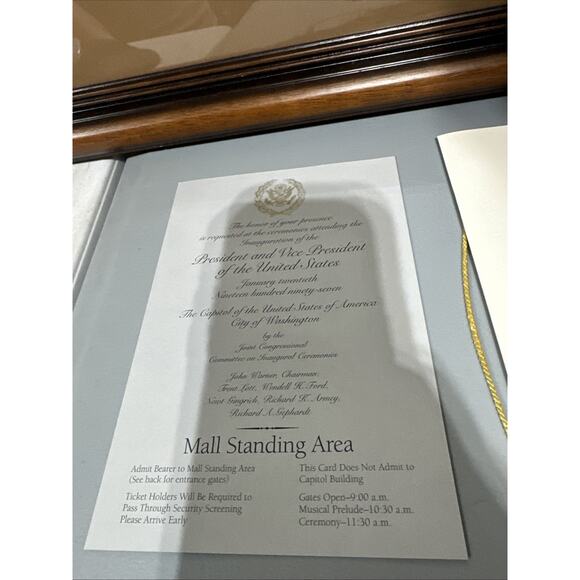 The honor of your presence
is requested at the ceremonies attending the
Inauguration of the
President and Vice President
of the United States
January twentieth
Nineteen hundred ninety-seven
The Capitol of the United States of America
City of Washington
by the
Joint Congressional
Committee on Inaugural Ceremonies
John Warner, Chairman;
Trent Lott, Wendell H. Ford,
Newt Gingrich, Richard K. Armey,
Richard A. Gephardt
Mall Standing Area
Admit Bearer to Mall Standing Area
(See back for entrance gates)
Ticket Holders Will Be Required to
Pass Through Security Screening
Please Arrive Early
This Card Does Not Admit to
Capitol Building
Gates Open–9:00 a.m.
Musical Prelude–10:30 a.m.
Ceremony–11:30 a.m.